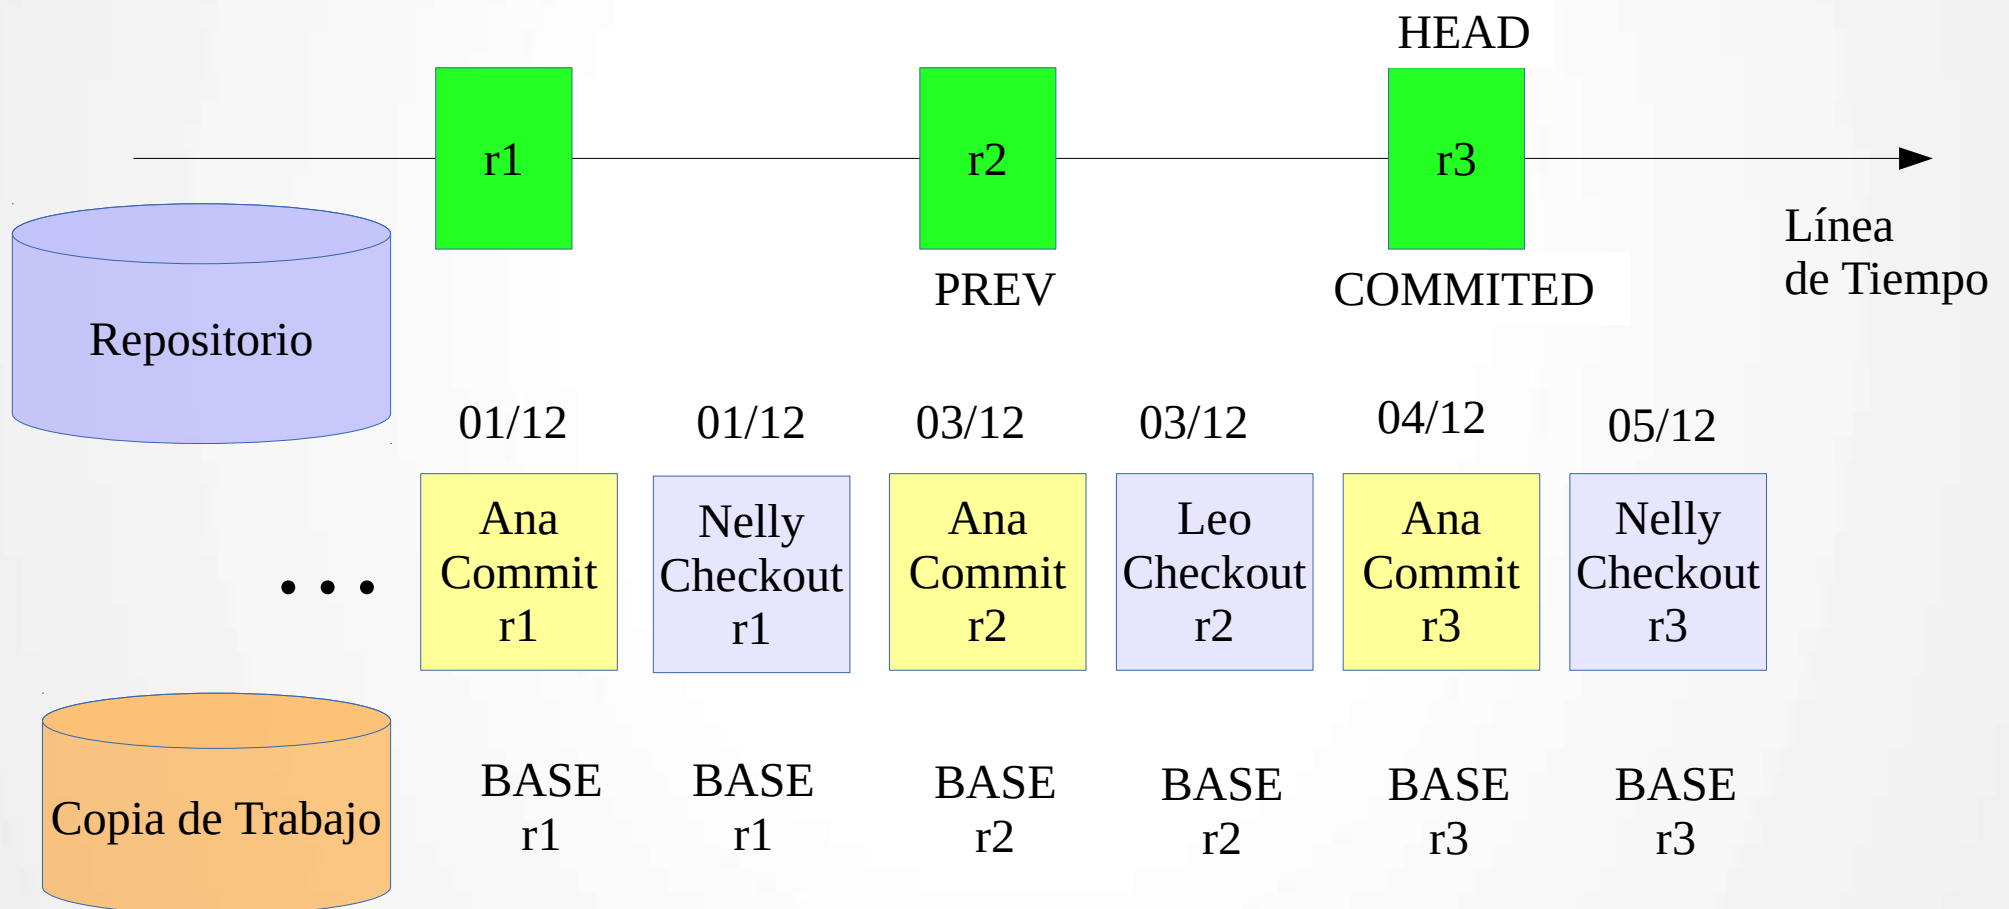 HEAD
r1
r2
r3
Línea
de Tiempo
PREV
COMMITED
Repositorio
01/12
01/12
03/12
03/12
04/12
05/12
Ana
Commit
r1
Nelly
Checkout
r1
Ana
Commit
r2
Leo
Checkout
r2
Ana
Commit
r3
Nelly
Checkout
r3
...
Copia de Trabajo
BASE
r1
BASE
r1
BASE
r2
BASE
r2
BASE
r3
BASE
r3